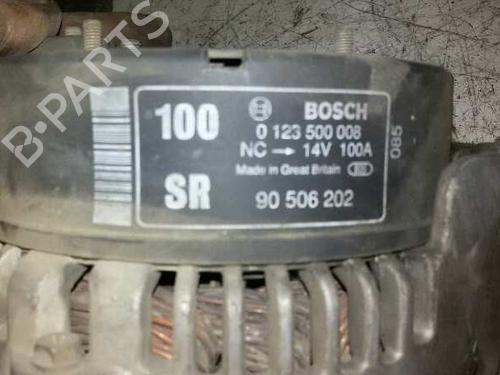 B-PARTS
100
BOSCH
0 123 500 008
NC → 14V 100A
Made in Great Britain
SR
90 506 202
085